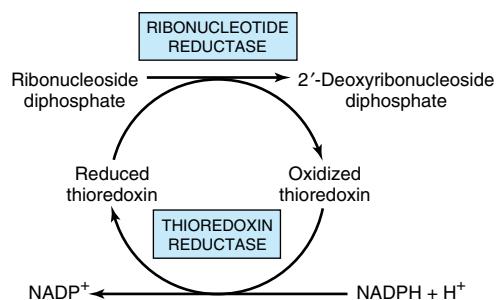 RIBONUCLEOTIDE
REDUCTASE
Ribonucleoside
diphosphate
2′-Deoxyribonucleoside
diphosphate
Reduced
thioredoxin
Oxidized
thioredoxin
THIOREDOXIN
REDUCTASE
NADP⁺
NADPH + H⁺